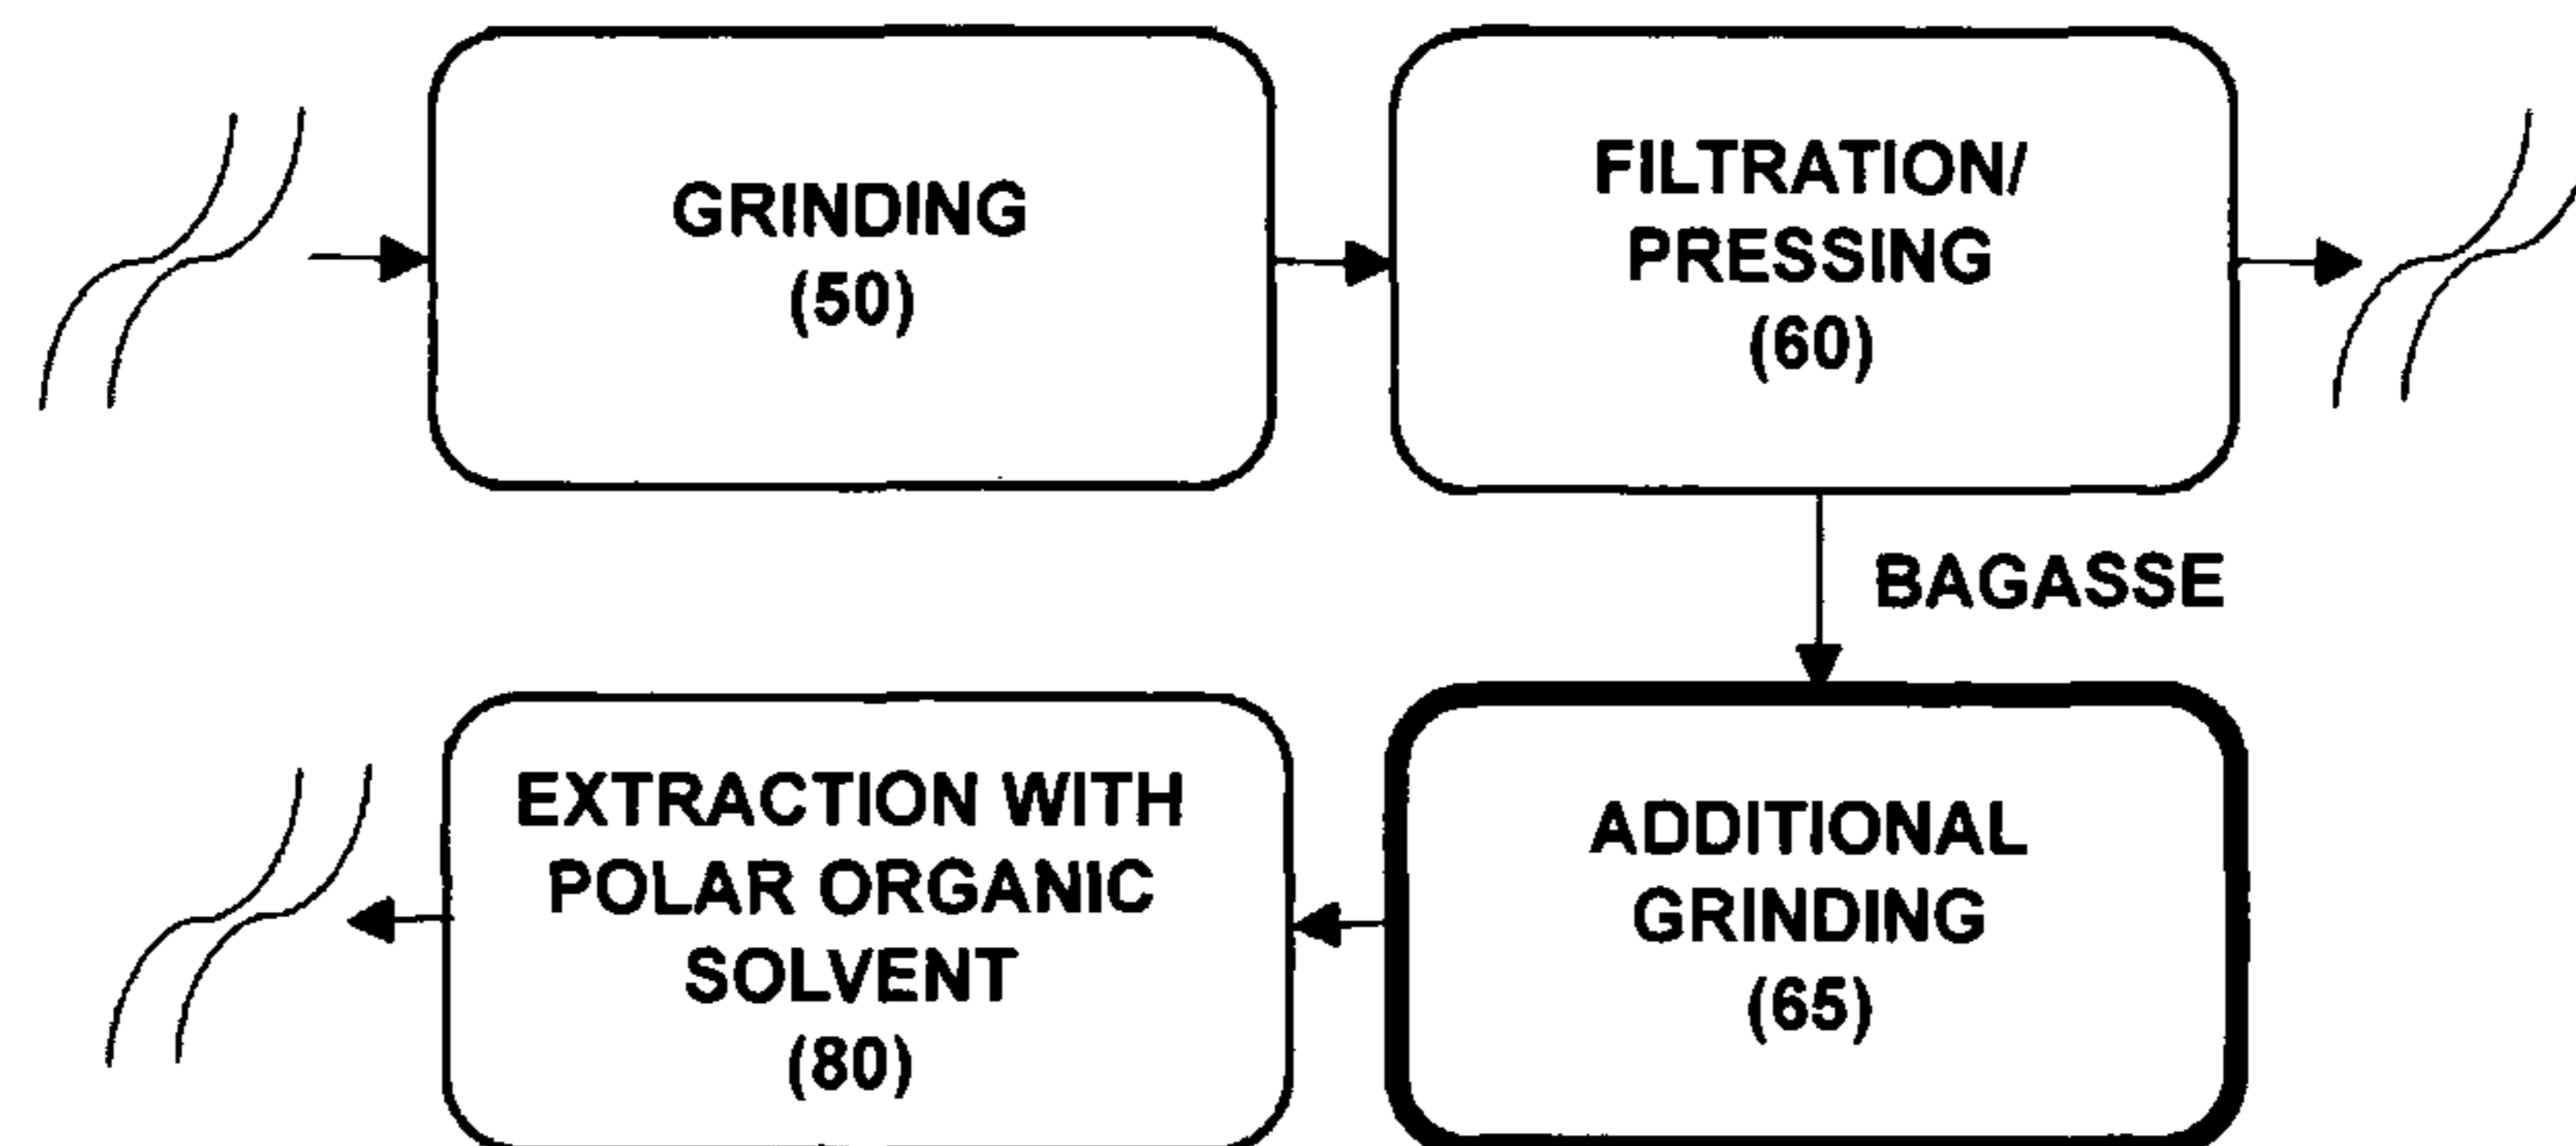 GRINDING
(50)
FILTRATION/
PRESSING
(60)
BAGASSE
ADDITIONAL
GRINDING
(65)
EXTRACTION WITH
POLAR ORGANIC
SOLVENT
(80)